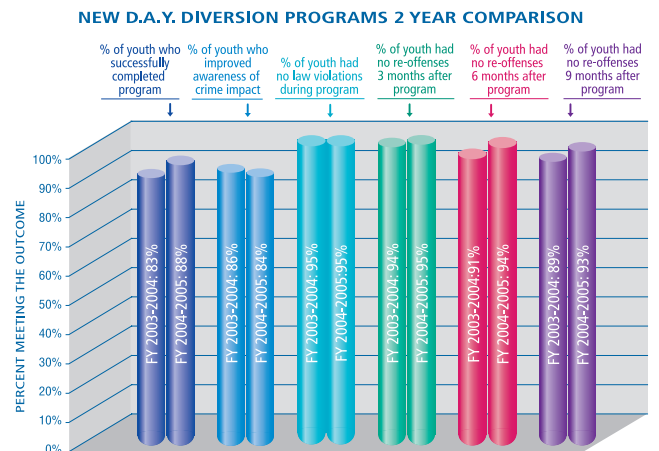 NEW D.A.Y. DIVERSION PROGRAMS 2 YEAR COMPARISON
% of youth who
successfully
completed
program
% of youth who
improved
awareness of
crime impact
% of youth had
no law violations
during program
% of youth had
no re-offenses
3 months after
program
% of youth had
no re-offenses
6 months after
program
% of youth had
no re-offenses
9 months after
program
PERCENT MEETING THE OUTCOME
100%
90%
80%
70%
60%
50%
40%
30%
20%
10%
0%
FY 2003-2004: 83%
FY 2004-2005: 88%
FY 2003-2004: 86%
FY 2004-2005: 84%
FY 2003-2004: 95%
FY 2004-2005:95%
FY 2003-2004: 94%
FY 2004-2005: 95%
FY 2003-2004:91%
FY 2004-2005: 94%
FY 2003-2004: 89%
FY 2004-2005: 93%